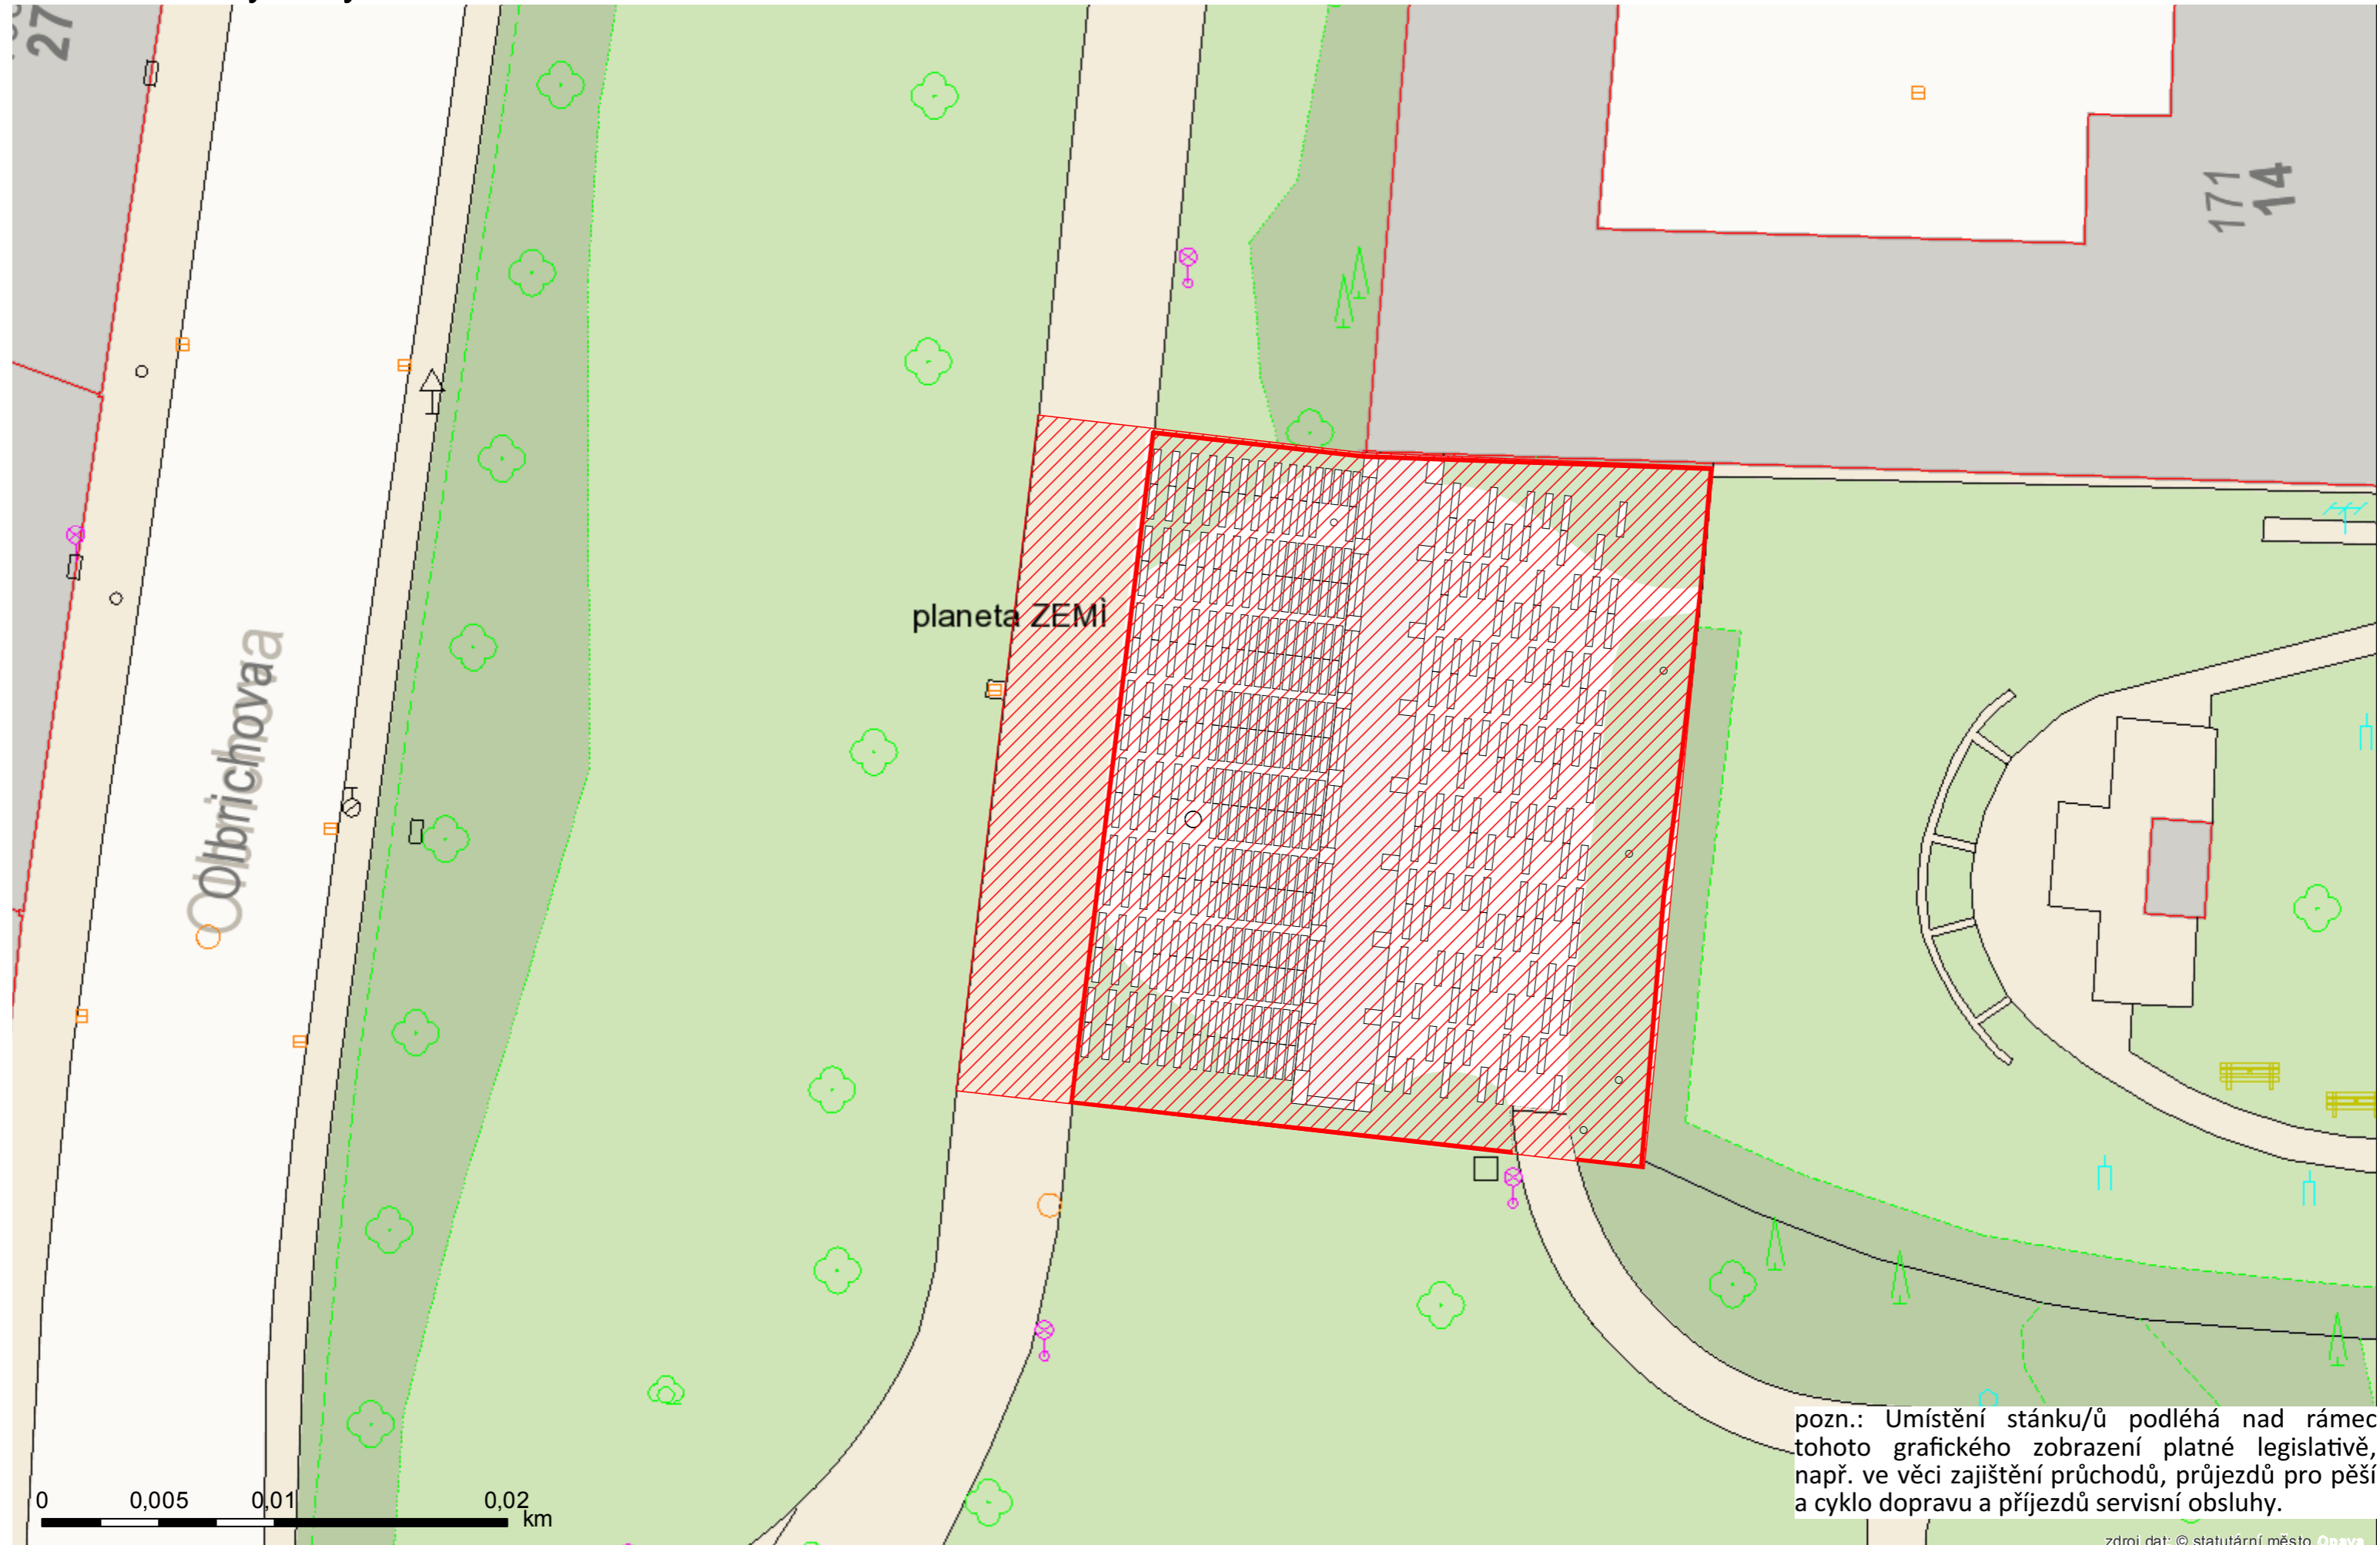 27
171
14
planeta ZEMÌ
Olbrichova
Olbrichova
0 0,005 0,01 0,02
km
pozn.: Umístění stánku/ů podléhá nad rámec
tohoto grafického zobrazení platné legislativě,
např. ve věci zajištění průchodů, průjezdů pro pěší
a cyklo dopravu a příjezdů servisní obsluhy.
zdroj dat: © statutární město Opava